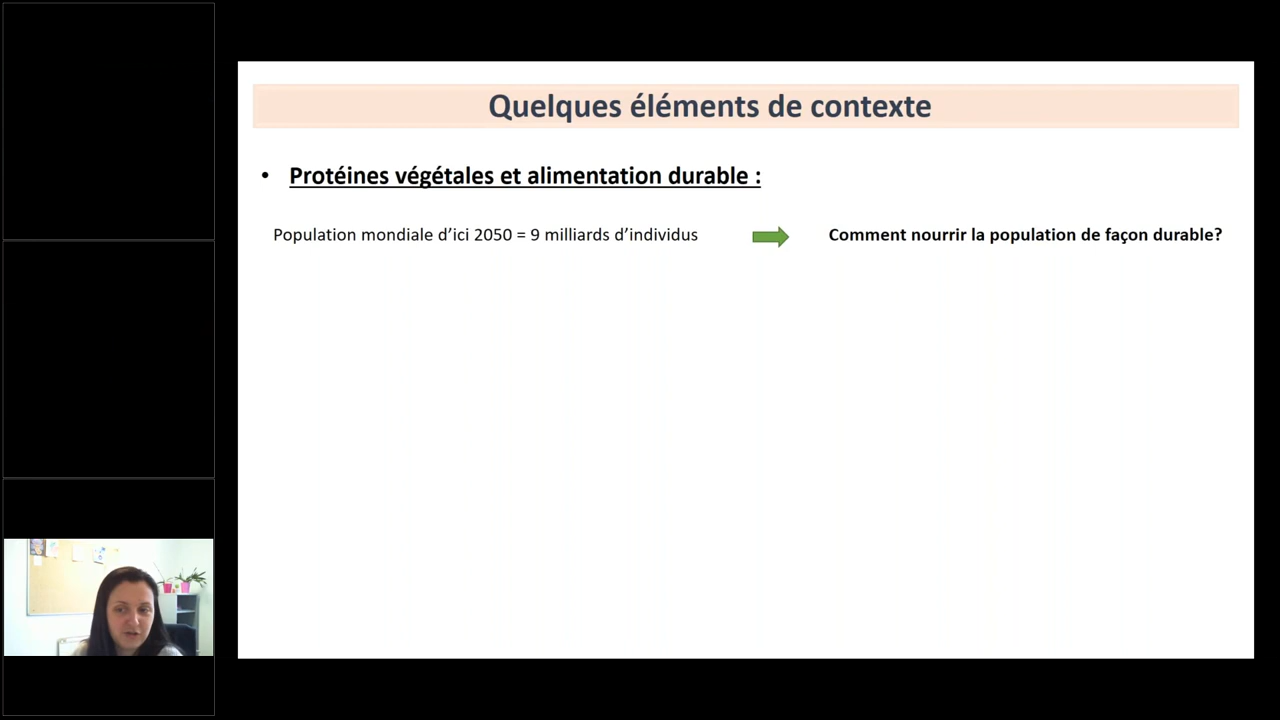 Quelques éléments de contexte
• Protéines végétales et alimentation durable :
Population mondiale d’ici 2050 = 9 milliards d’individus
Comment nourrir la population de façon durable?